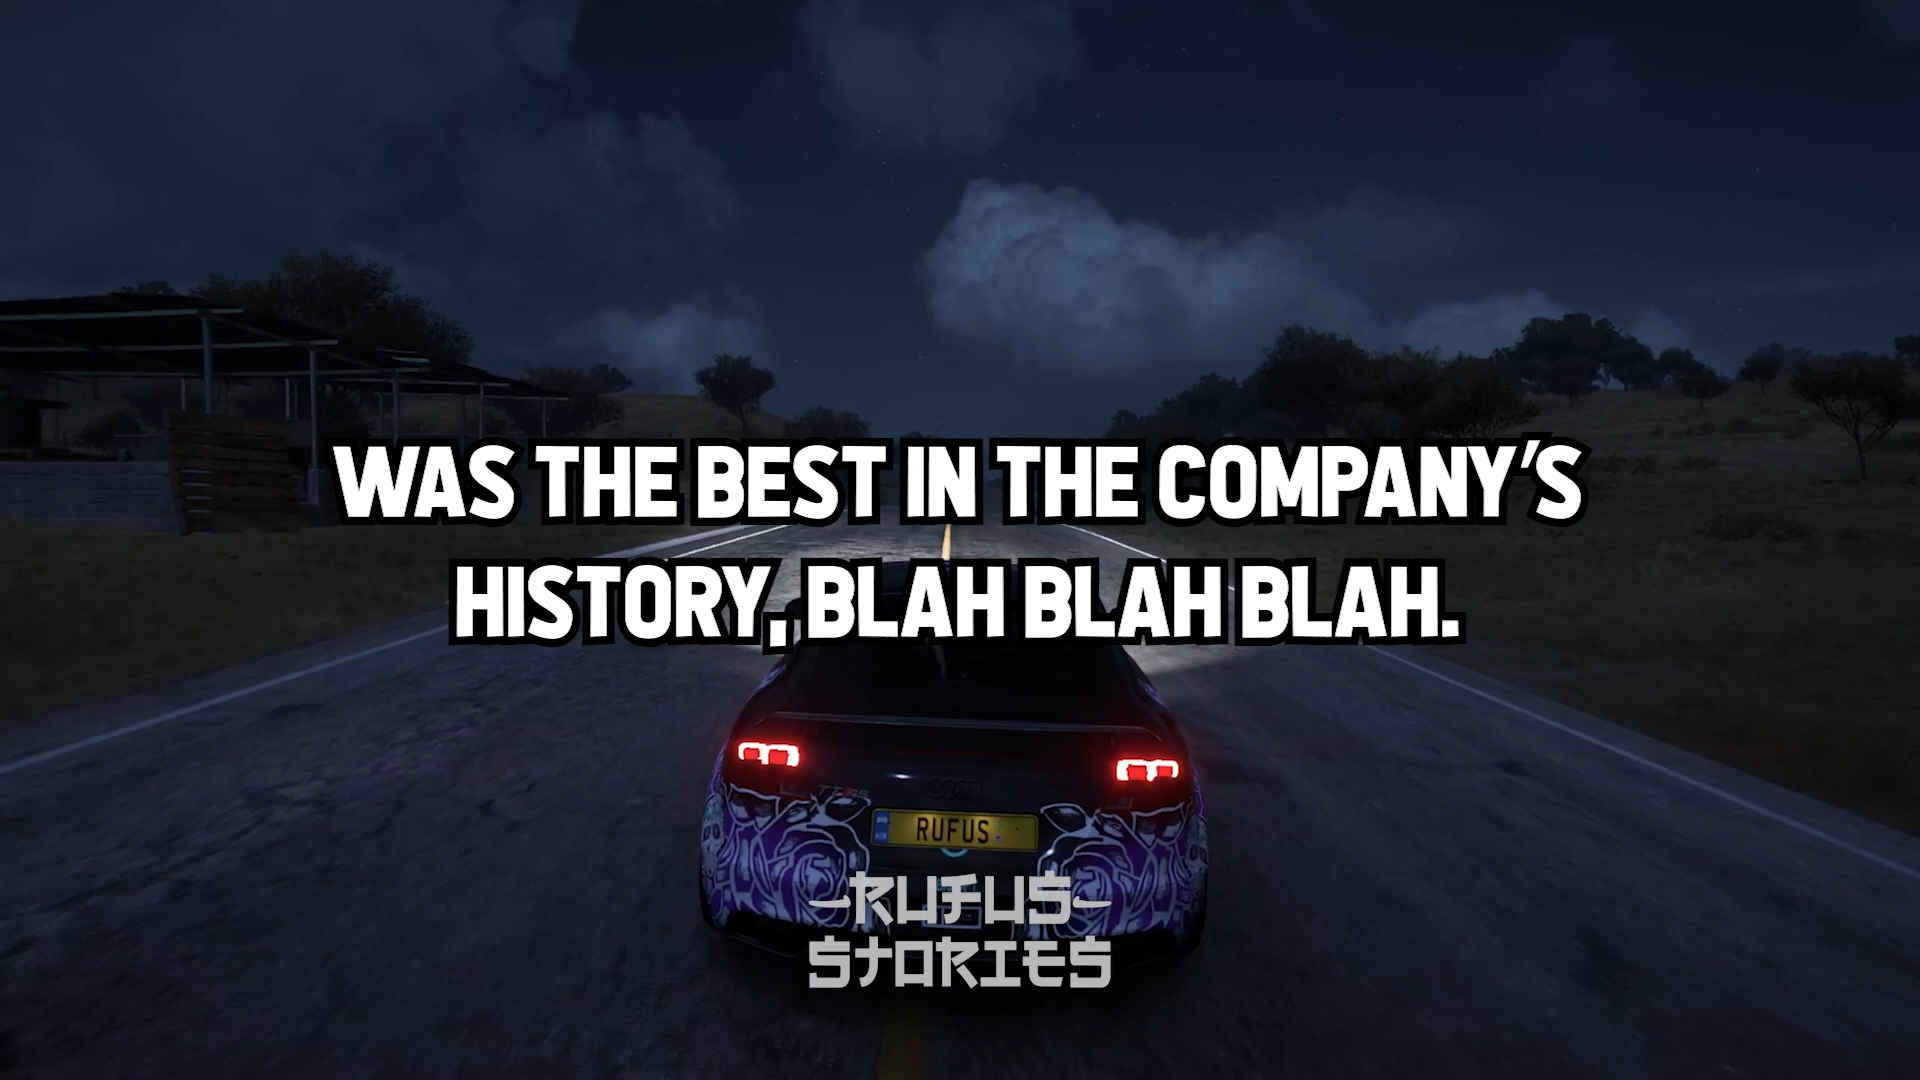 WAS THE BEST IN THE COMPANY'S
HISTORY, BLAH BLAH BLAH.
RUFUS
-RUFUS-
STORIES